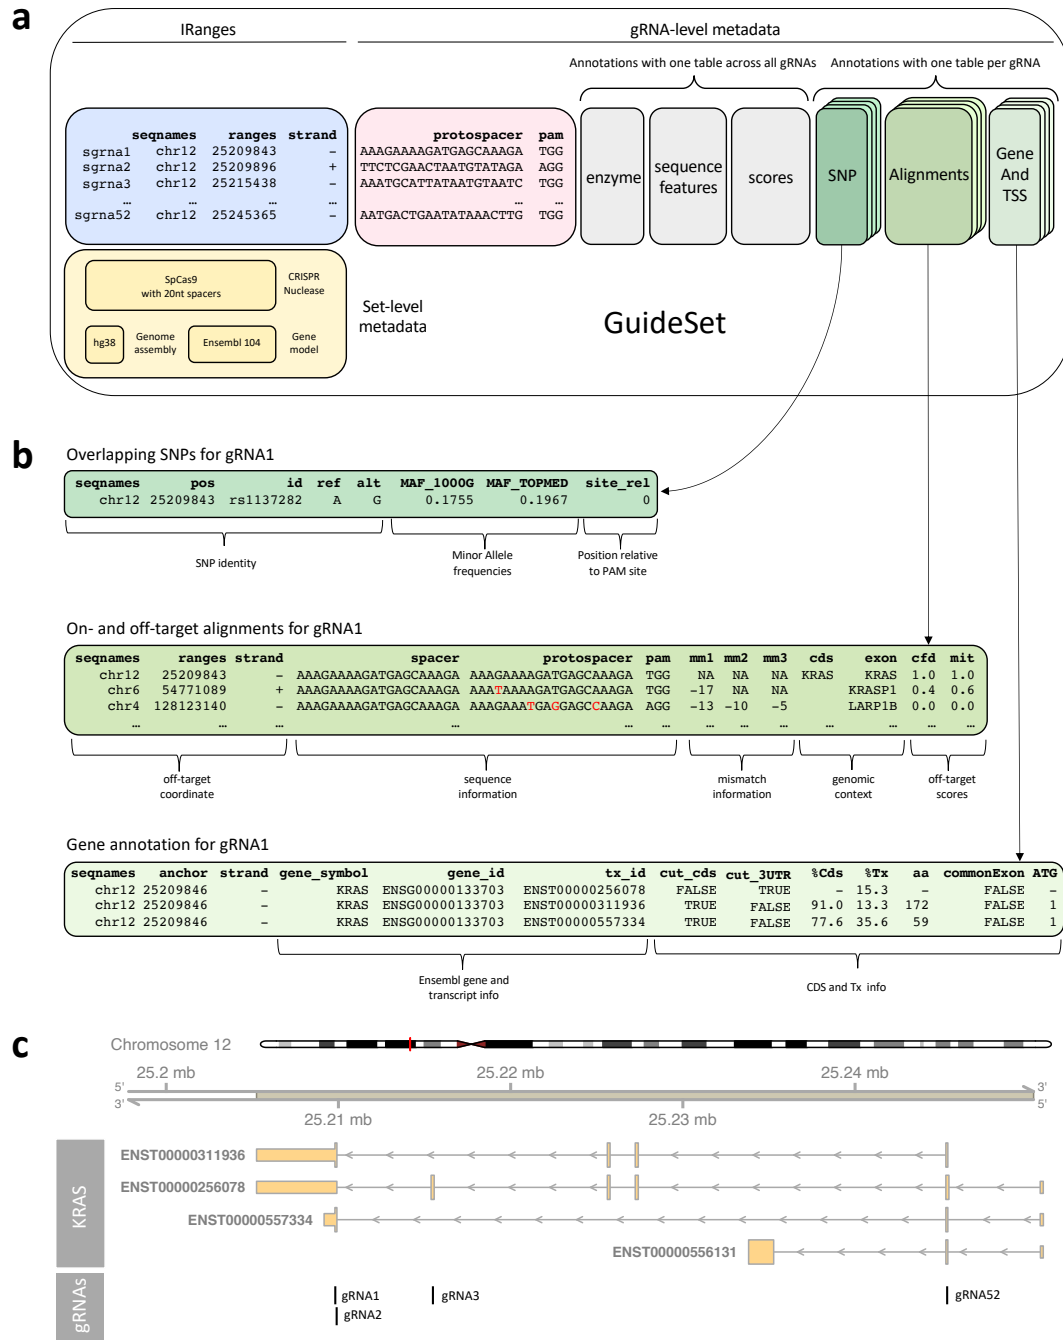 a
IRanges
gRNA-level metadata
Annotations with one table across all gRNAs
Annotations with one table per gRNA
seqnames ranges strand
sgrna1 chr12 25209843 -
sgrna2 chr12 25209896 +
sgrna3 chr12 25215438 -
… … … …
sgrna52 chr12 25245365 -
protospacer pam
AAAGAAAAGATGAGCAAAGA TGG
TTCTCGAACTAATGTATAGA AGG
AAATGCATTATAATGTAATC TGG
… …
AATGACTGAATATAAACTTG TGG
enzyme
sequence
features
scores
SNP
Alignments
Gene
And
TSS
SpCas9
with 20nt spacers
CRISPR
Nuclease
hg38
Genome
assembly
Ensembl 104
Gene
model
Set-level
metadata
GuideSet
b
Overlapping SNPs for gRNA1
seqnames pos id ref alt MAF_1000G MAF_TOPMED site_rel
chr12 25209843 rs1137282 A G 0.1755 0.1967 0
SNP identity
Minor Allele
frequencies
Position relative
to PAM site
On- and off-target alignments for gRNA1
seqnames ranges strand spacer protospacer pam mm1 mm2 mm3 cds exon cfd mit
chr12 25209843 - AAAGAAAAGATGAGCAAAGA AAAGAAAAGATGAGCAAAGA TGG NA NA NA KRAS KRAS 1.0 1.0
chr6 54771089 + AAAGAAAAGATGAGCAAAGA AAATAAAAGATGAGCAAAGA TGG -17 NA NA KRASP1 0.4 0.6
chr4 128123140 - AAAGAAAAGATGAGCAAAGA AAAGAAATGAGGAGCCAAGA AGG -13 -10 -5 LARP1B 0.0 0.0
… … … … … … … … … … … … …
off-target
coordinate
sequence
information
mismatch
information
genomic
context
off-target
scores
Gene annotation for gRNA1
seqnames anchor strand gene_symbol gene_id tx_id cut_cds cut_3UTR %Cds %Tx aa commonExon ATG
chr12 25209846 - KRAS ENSG00000133703 ENST00000256078 FALSE TRUE - 15.3 - FALSE -
chr12 25209846 - KRAS ENSG00000133703 ENST00000311936 TRUE FALSE 91.0 13.3 172 FALSE 1
chr12 25209846 - KRAS ENSG00000133703 ENST00000557334 TRUE FALSE 77.6 35.6 59 FALSE 1
Ensembl gene and
transcript info
CDS and Tx info
c
Chromosome 12
25.2 mb 25.22 mb 25.24 mb
5' 3'
3' 5'
25.21 mb 25.23 mb
KRAS
ENST00000311936
ENST00000256078
ENST00000557334
ENST00000556131
gRNAs
gRNA1 gRNA3 gRNA52
gRNA2